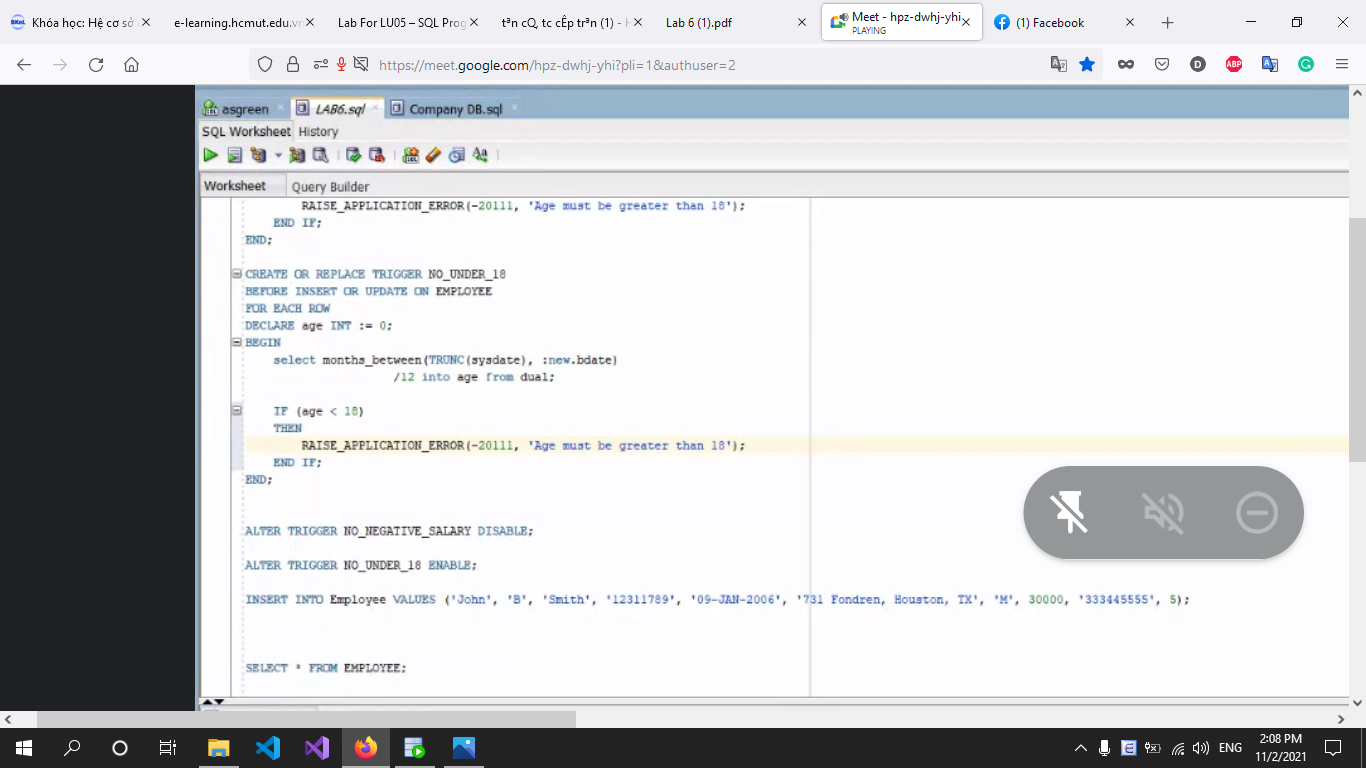 Khóa học: Hệ cơ sở
e-learning.hcmut.edu.vn
Lab For LU05 – SQL Prog
tªn cQ, tc cÊp trªn (1) -
Lab 6 (1).pdf
Meet - hpz-dwhj-yhi
PLAYING
(1) Facebook
https://meet.google.com/hpz-dwhj-yhi?pli=1&authuser=2
D
ABP
asgreen
LAB6.sql
Company DB.sql
SQL Worksheet
History
Worksheet
Query Builder
RAISE_APPLICATION_ERROR(-20111, 'Age must be greater than 18');
END IF;
END;
CREATE OR REPLACE TRIGGER NO_UNDER_18
BEFORE INSERT OR UPDATE ON EMPLOYEE
FOR EACH ROW
DECLARE age INT := 0;
BEGIN
select months_between(TRUNC(sysdate), :new.bdate)
/12 into age from dual;
IF (age < 18)
THEN
RAISE_APPLICATION_ERROR(-20111, 'Age must be greater than 18');
END IF;
END;
ALTER TRIGGER NO_NEGATIVE_SALARY DISABLE;
ALTER TRIGGER NO_UNDER_18 ENABLE;
INSERT INTO Employee VALUES ('John', 'B', 'Smith', '12311789', '09-JAN-2006', '731 Fondren, Houston, TX', 'M', 30000, '333445555', 5);
SELECT * FROM EMPLOYEE;
ENG
2:08 PM
11/2/2021